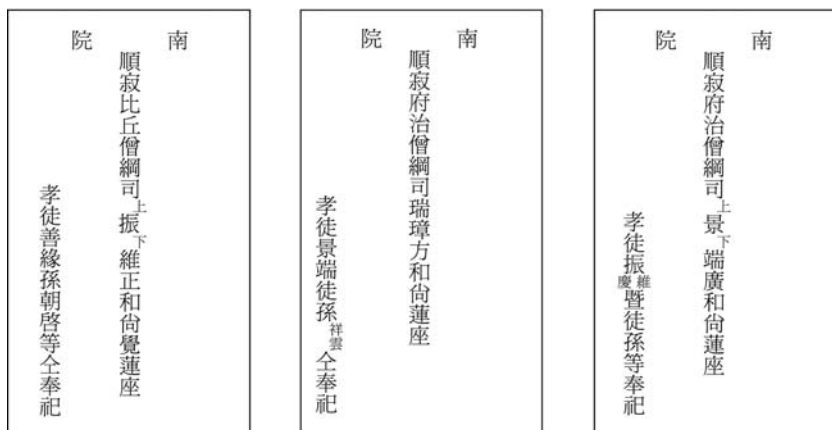 南院
順寂府治僧綱司上景下端廣和尙蓮座
孝徒振維慶暨徒孫等奉祀
南院
順寂府治僧綱司瑞璋方和尙蓮座
孝徒景端徒孫祥雲仝奉祀
南院
順寂比丘僧綱司上振下維正和尙覺蓮座
孝徒善緣孫朝啓等仝奉祀